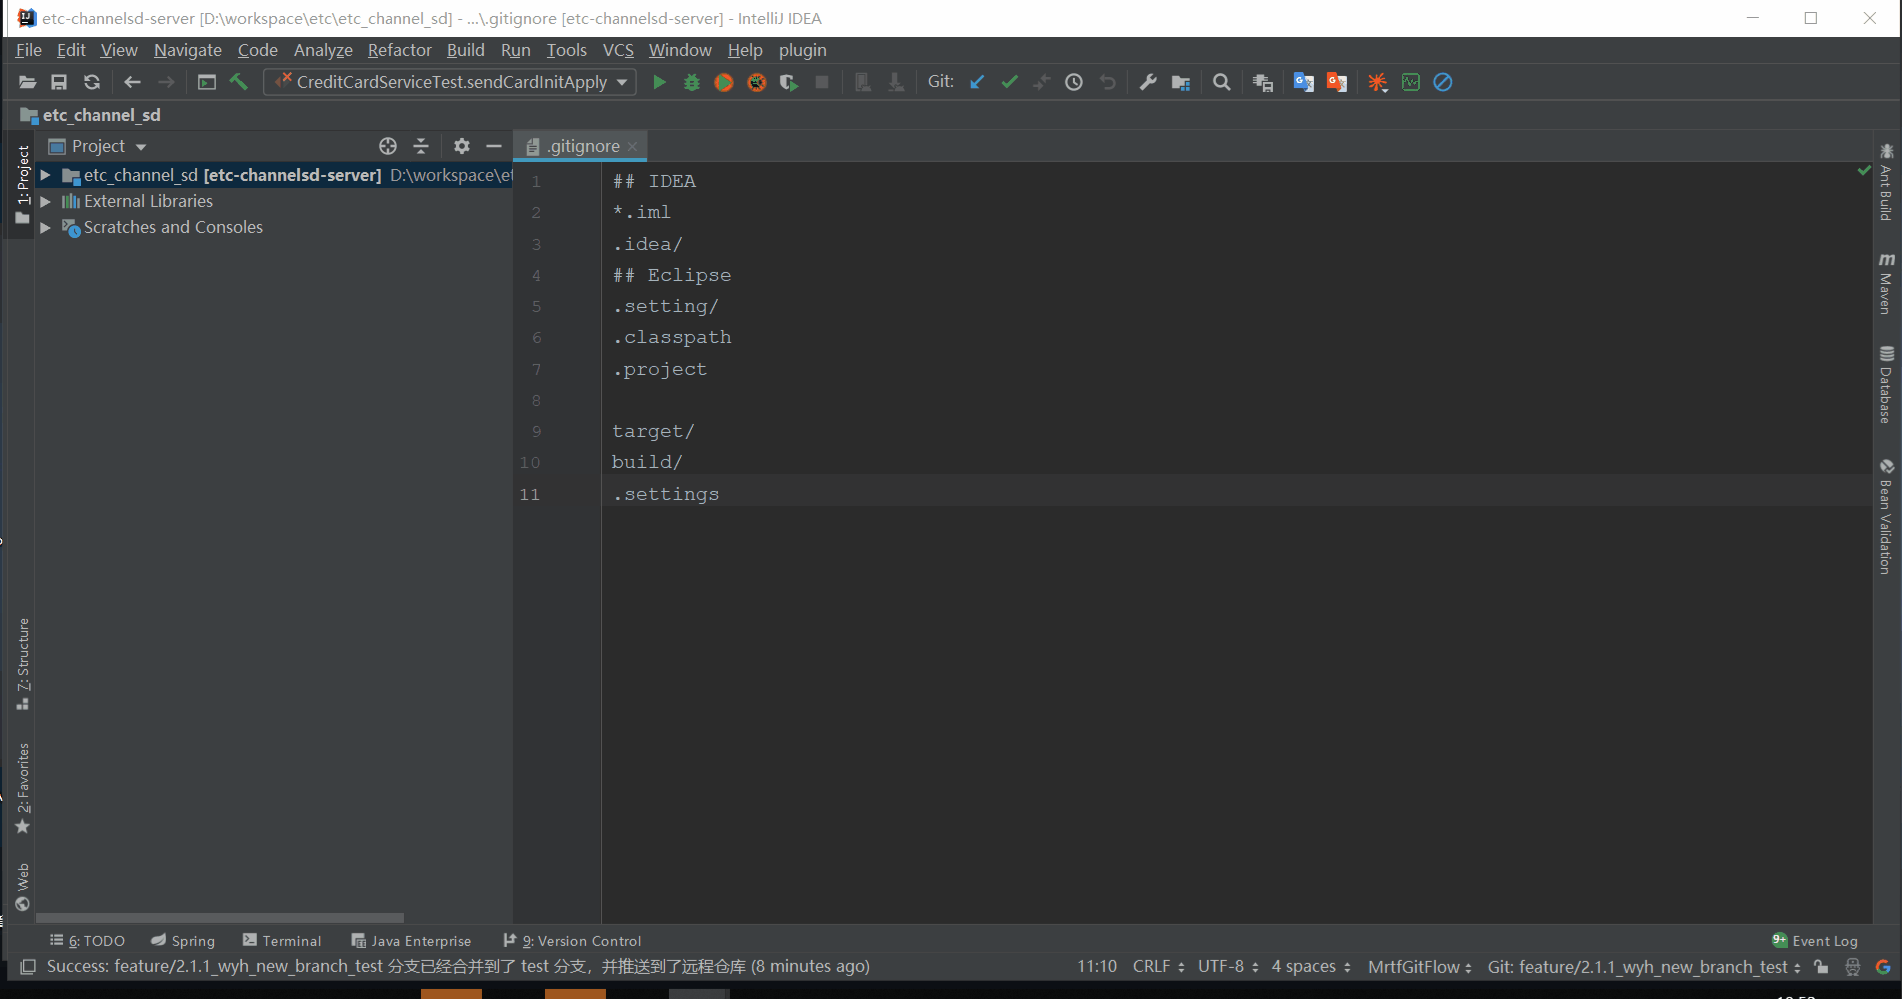 etc-channelsd-server [D:\workspace\etc\etc_channel_sd] - ...\.gitignore [etc-channelsd-server] - IntelliJ IDEA
File Edit View Navigate Code Analyze Refactor Build Run Tools VCS Window Help plugin
CreditCardServiceTest.sendCardInitApply Git:
etc_channel_sd
Project
.gitignore
1: Project
etc_channel_sd [etc-channelsd-server] D:\workspace\et
External Libraries
Scratches and Consoles
7: Structure
2: Favorites
Web
1 ## IDEA
2 *.iml
3 .idea/
4 ## Eclipse
5 .setting/
6 .classpath
7 .project
8
9 target/
10 build/
11 .settings
Ant Build
Maven
Database
Bean Validation
6: TODO Spring Terminal Java Enterprise 9: Version Control 9+ Event Log
Success: feature/2.1.1_wyh_new_branch_test 分支已经合并到了 test 分支，并推送到了远程仓库 (8 minutes ago) 11:10 CRLF UTF-8 4 spaces MrtfGitFlow Git: feature/2.1.1_wyh_new_branch_test